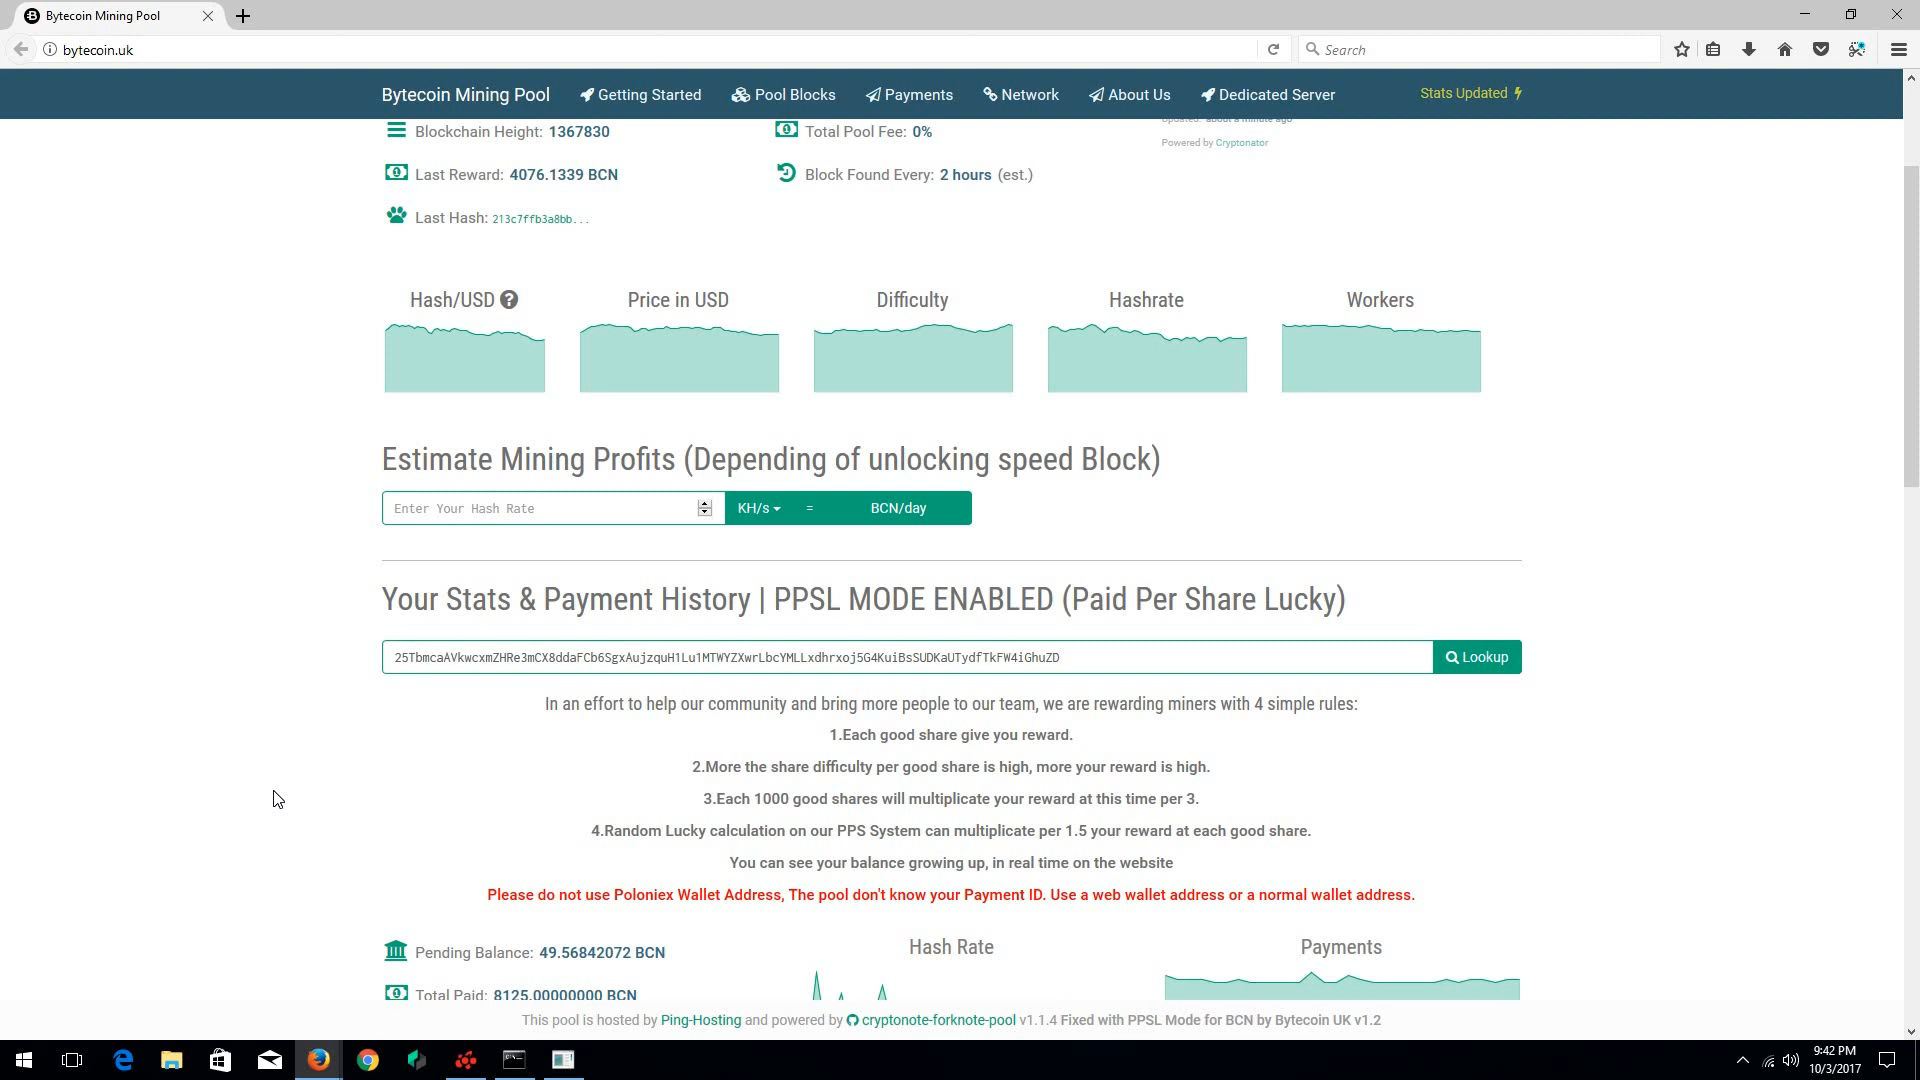 Bytecoin Mining Pool
bytecoin.uk
Search
Bytecoin Mining Pool Getting Started Pool Blocks Payments Network About Us Dedicated Server Stats Updated
Updated: about a minute ago
Blockchain Height: 1367830 Total Pool Fee: 0%
Powered by Cryptonator
Last Reward: 4076.1339 BCN Block Found Every: 2 hours (est.)
Last Hash: 213c7ffb3a8bb...
Hash/USD Price in USD Difficulty Hashrate Workers
Estimate Mining Profits (Depending of unlocking speed Block)
Enter Your Hash Rate KH/s = BCN/day
Your Stats & Payment History | PPSL MODE ENABLED (Paid Per Share Lucky)
25TbmcaAVkwcxmZHRe3mCX8ddaFCb6SgxAujzquH1Lu1MTWYZXwrLbcYMLLxdhrxoj5G4KuiBsSUDKaUTydfTkFW4iGhuZD Lookup
In an effort to help our community and bring more people to our team, we are rewarding miners with 4 simple rules:
1.Each good share give you reward.
2.More the share difficulty per good share is high, more your reward is high.
3.Each 1000 good shares will multiplicate your reward at this time per 3.
4.Random Lucky calculation on our PPS System can multiplicate per 1.5 your reward at each good share.
You can see your balance growing up, in real time on the website
Please do not use Poloniex Wallet Address, The pool don't know your Payment ID. Use a web wallet address or a normal wallet address.
Pending Balance: 49.56842072 BCN Hash Rate Payments
Total Paid: 8125.00000000 BCN
This pool is hosted by Ping-Hosting and powered by cryptonote-forknote-pool v1.1.4 Fixed with PPSL Mode for BCN by Bytecoin UK v1.2
9:42 PM
10/3/2017